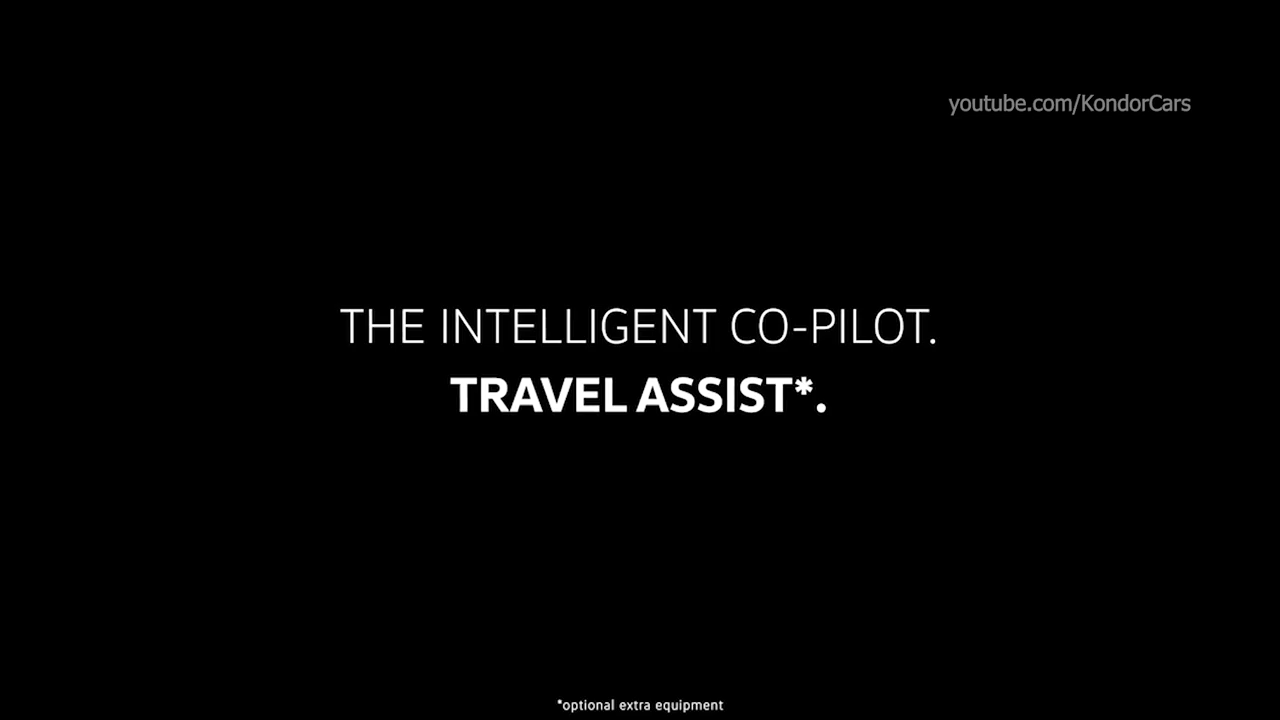 youtube.com/KondorCars
THE INTELLIGENT CO-PILOT.
TRAVEL ASSIST*.
*optional extra equipment